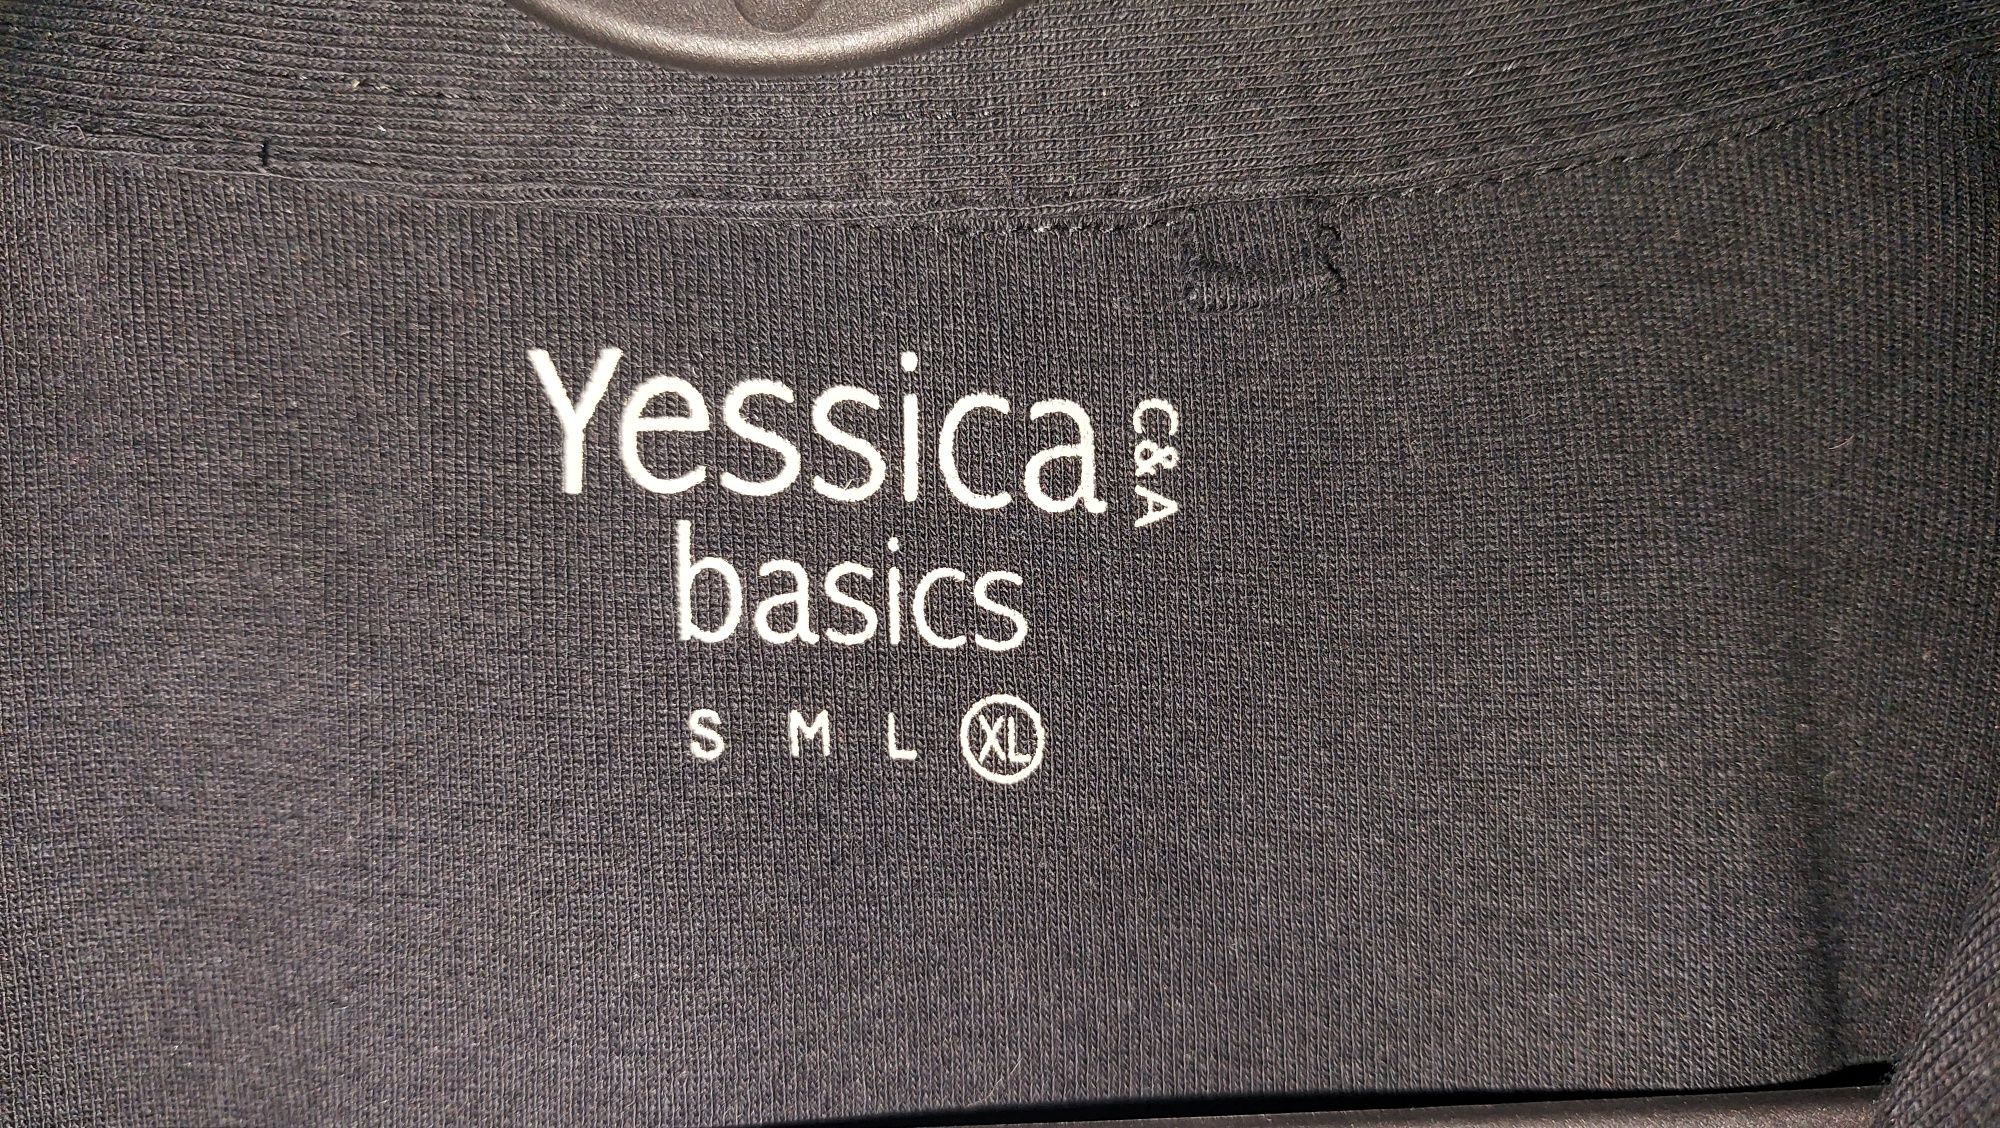 Yessica C&A
basics
S M L XL